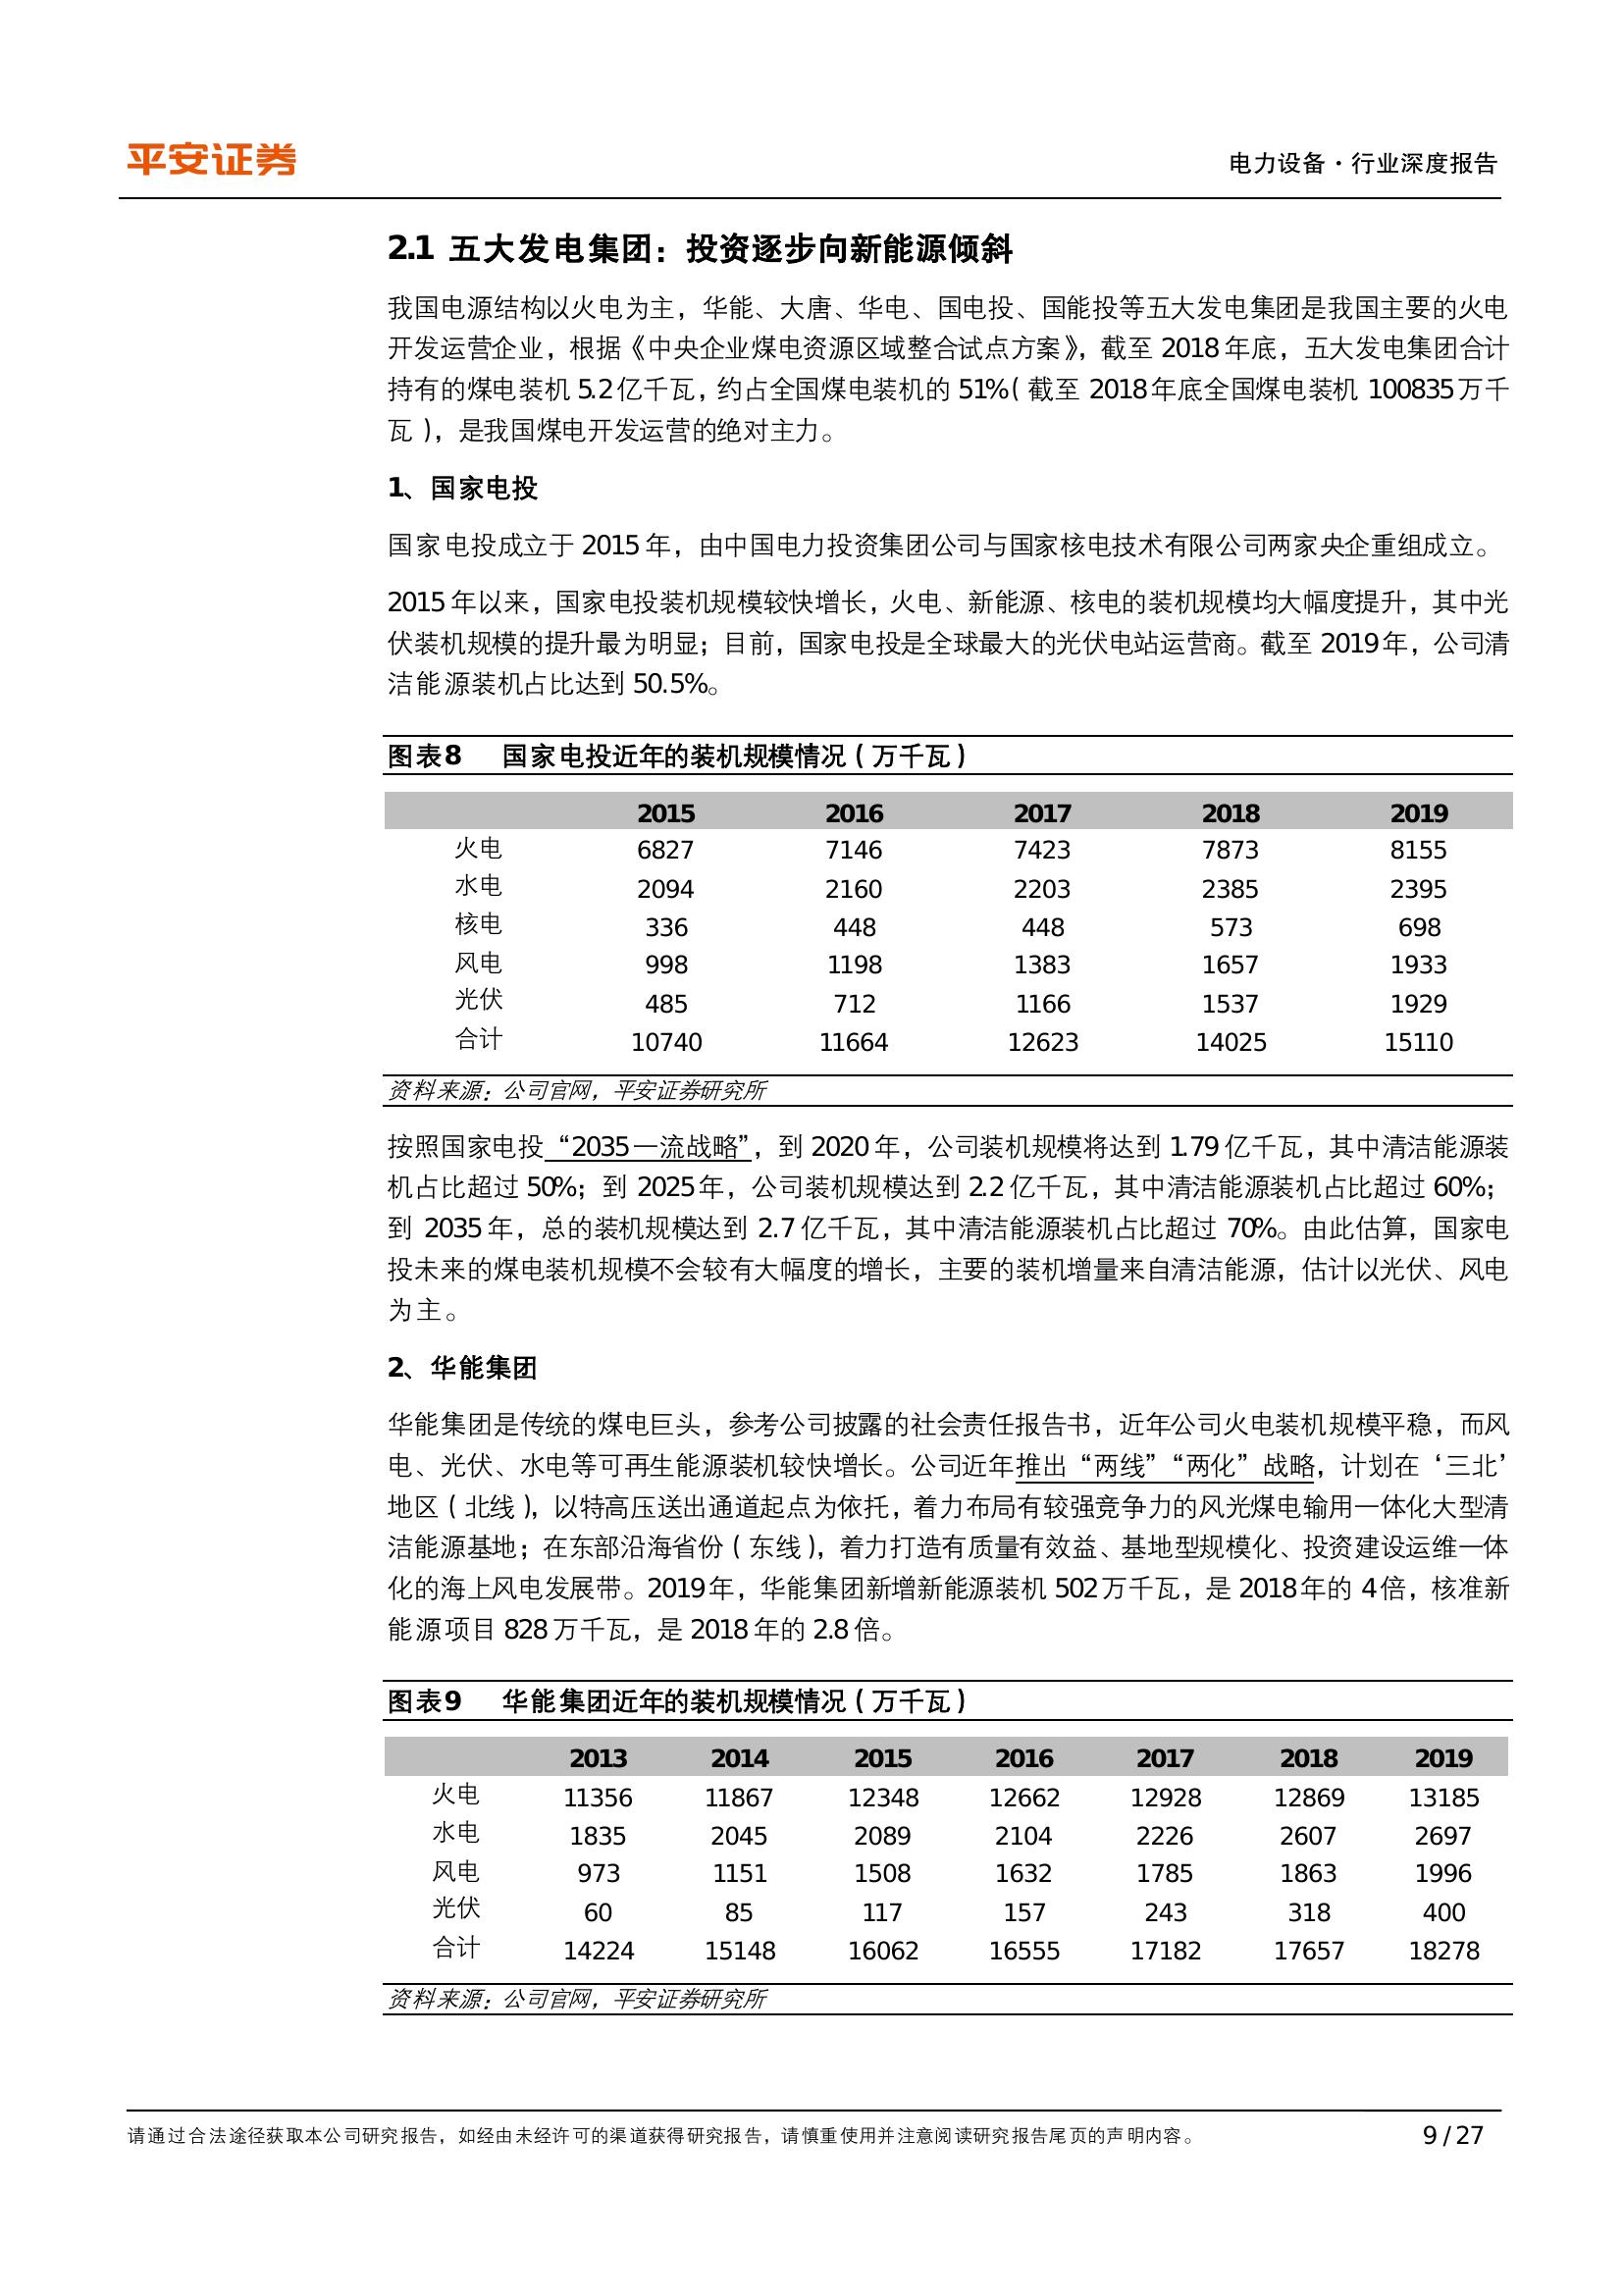 平安证券
电力设备·行业深度报告
2.1 五大发电集团：投资逐步向新能源倾斜
我国电源结构以火电为主，华能、大唐、华电、国电投、国能投等五大发电集团是我国主要的火电
开发运营企业，根据《中央企业煤电资源区域整合试点方案》，截至 2018 年底，五大发电集团合计
持有的煤电装机 5.2 亿千瓦，约占全国煤电装机的 51%（截至 2018 年底全国煤电装机 100835 万千
瓦），是我国煤电开发运营的绝对主力。
1、国家电投
国家电投成立于 2015 年，由中国电力投资集团公司与国家核电技术有限公司两家央企重组成立。
2015 年以来，国家电投装机规模较快增长，火电、新能源、核电的装机规模均大幅度提升，其中光
伏装机规模的提升最为明显；目前，国家电投是全球最大的光伏电站运营商。截至 2019 年，公司清
洁能源装机占比达到 50.5%。
图表8 国家电投近年的装机规模情况（万千瓦）
2015 2016 2017 2018 2019
火电 6827 7146 7423 7873 8155
水电 2094 2160 2203 2385 2395
核电 336 448 448 573 698
风电 998 1198 1383 1657 1933
光伏 485 712 1166 1537 1929
合计 10740 11664 12623 14025 15110
资料来源：公司官网，平安证券研究所
按照国家电投“2035 一流战略”，到 2020 年，公司装机规模将达到 1.79 亿千瓦，其中清洁能源装
机占比超过 50%；到 2025 年，公司装机规模达到 2.2 亿千瓦，其中清洁能源装机占比超过 60%；
到 2035 年，总的装机规模达到 2.7 亿千瓦，其中清洁能源装机占比超过 70%。由此估算，国家电
投未来的煤电装机规模不会较有大幅度的增长，主要的装机增量来自清洁能源，估计以光伏、风电
为主。
2、华能集团
华能集团是传统的煤电巨头，参考公司披露的社会责任报告书，近年公司火电装机规模平稳，而风
电、光伏、水电等可再生能源装机较快增长。公司近年推出“两线”“两化”战略，计划在‘三北’
地区（北线），以特高压送出通道起点为依托，着力布局有较强竞争力的风光煤电输用一体化大型清
洁能源基地；在东部沿海省份（东线），着力打造有质量有效益、基地型规模化、投资建设运维一体
化的海上风电发展带。2019 年，华能集团新增新能源装机 502 万千瓦，是 2018 年的 4 倍，核准新
能源项目 828 万千瓦，是 2018 年的 2.8 倍。
图表9 华能集团近年的装机规模情况（万千瓦）
2013 2014 2015 2016 2017 2018 2019
火电 11356 11867 12348 12662 12928 12869 13185
水电 1835 2045 2089 2104 2226 2607 2697
风电 973 1151 1508 1632 1785 1863 1996
光伏 60 85 117 157 243 318 400
合计 14224 15148 16062 16555 17182 17657 18278
资料来源：公司官网，平安证券研究所
请通过合法途径获取本公司研究报告，如经由未经许可的渠道获得研究报告，请慎重使用并注意阅读研究报告尾页的声明内容。
9 / 27